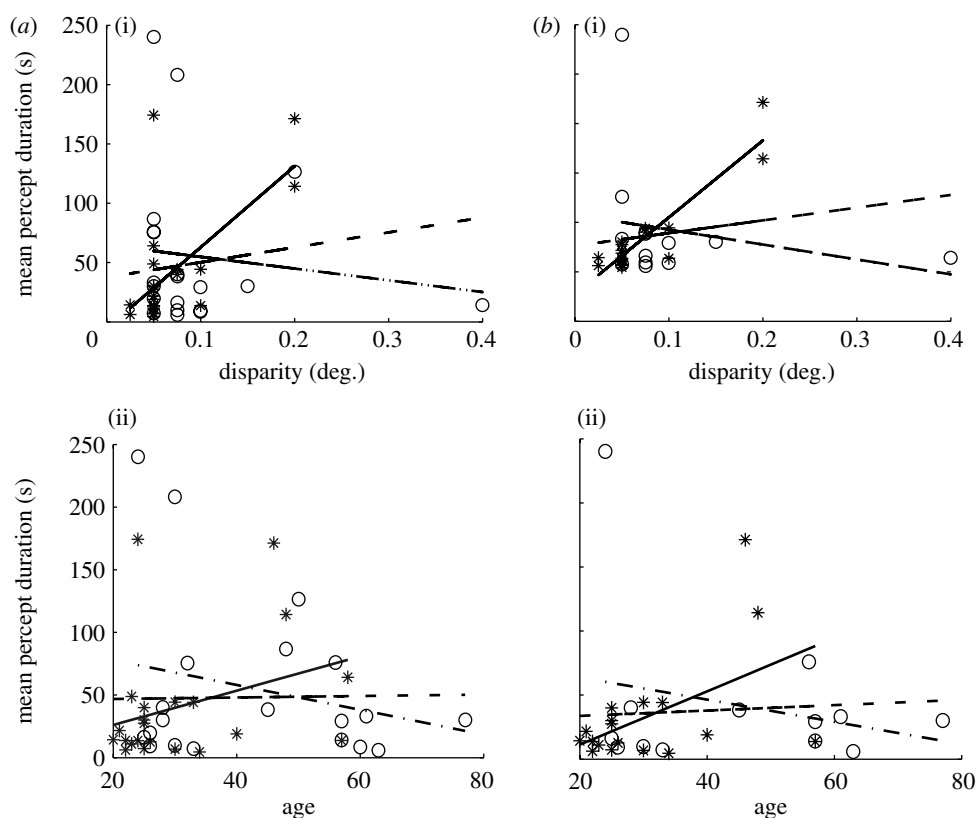 (a) (i) (b) (i)
250
200
150
100
50
mean percept duration (s)
0 0.1 0.2 0.3 0.4
disparity (deg.)
0 0.1 0.2 0.3 0.4
disparity (deg.)
(ii) (ii)
250
200
150
100
50
0
mean percept duration (s)
20 40 60 80
age
20 40 60 80
age